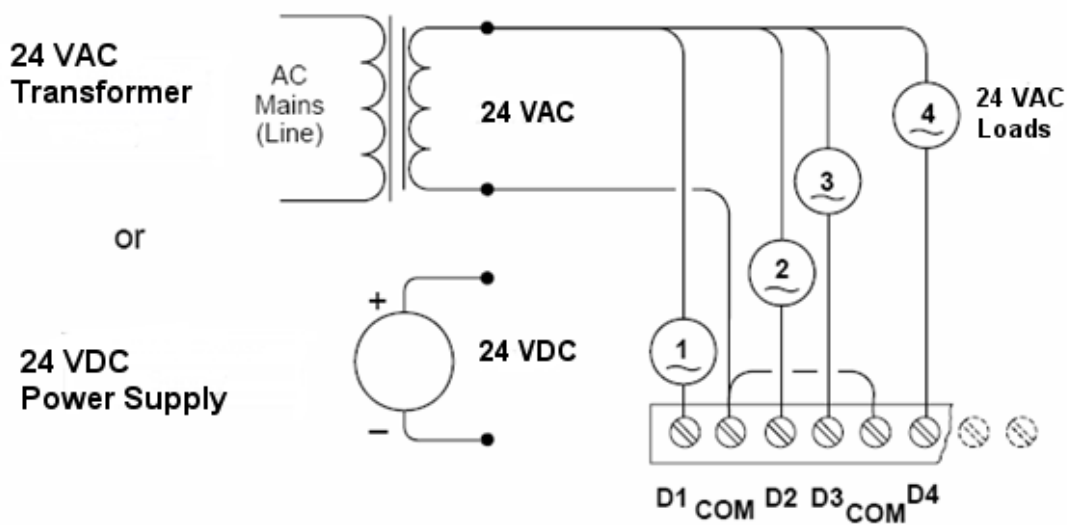 24 VAC
Transformer
AC
Mains
(Line)
24 VAC
4
24 VAC
Loads
3
or
2
+
24 VDC
Power Supply
24 VDC
1
−
D1 COM D2 D3 COM D4